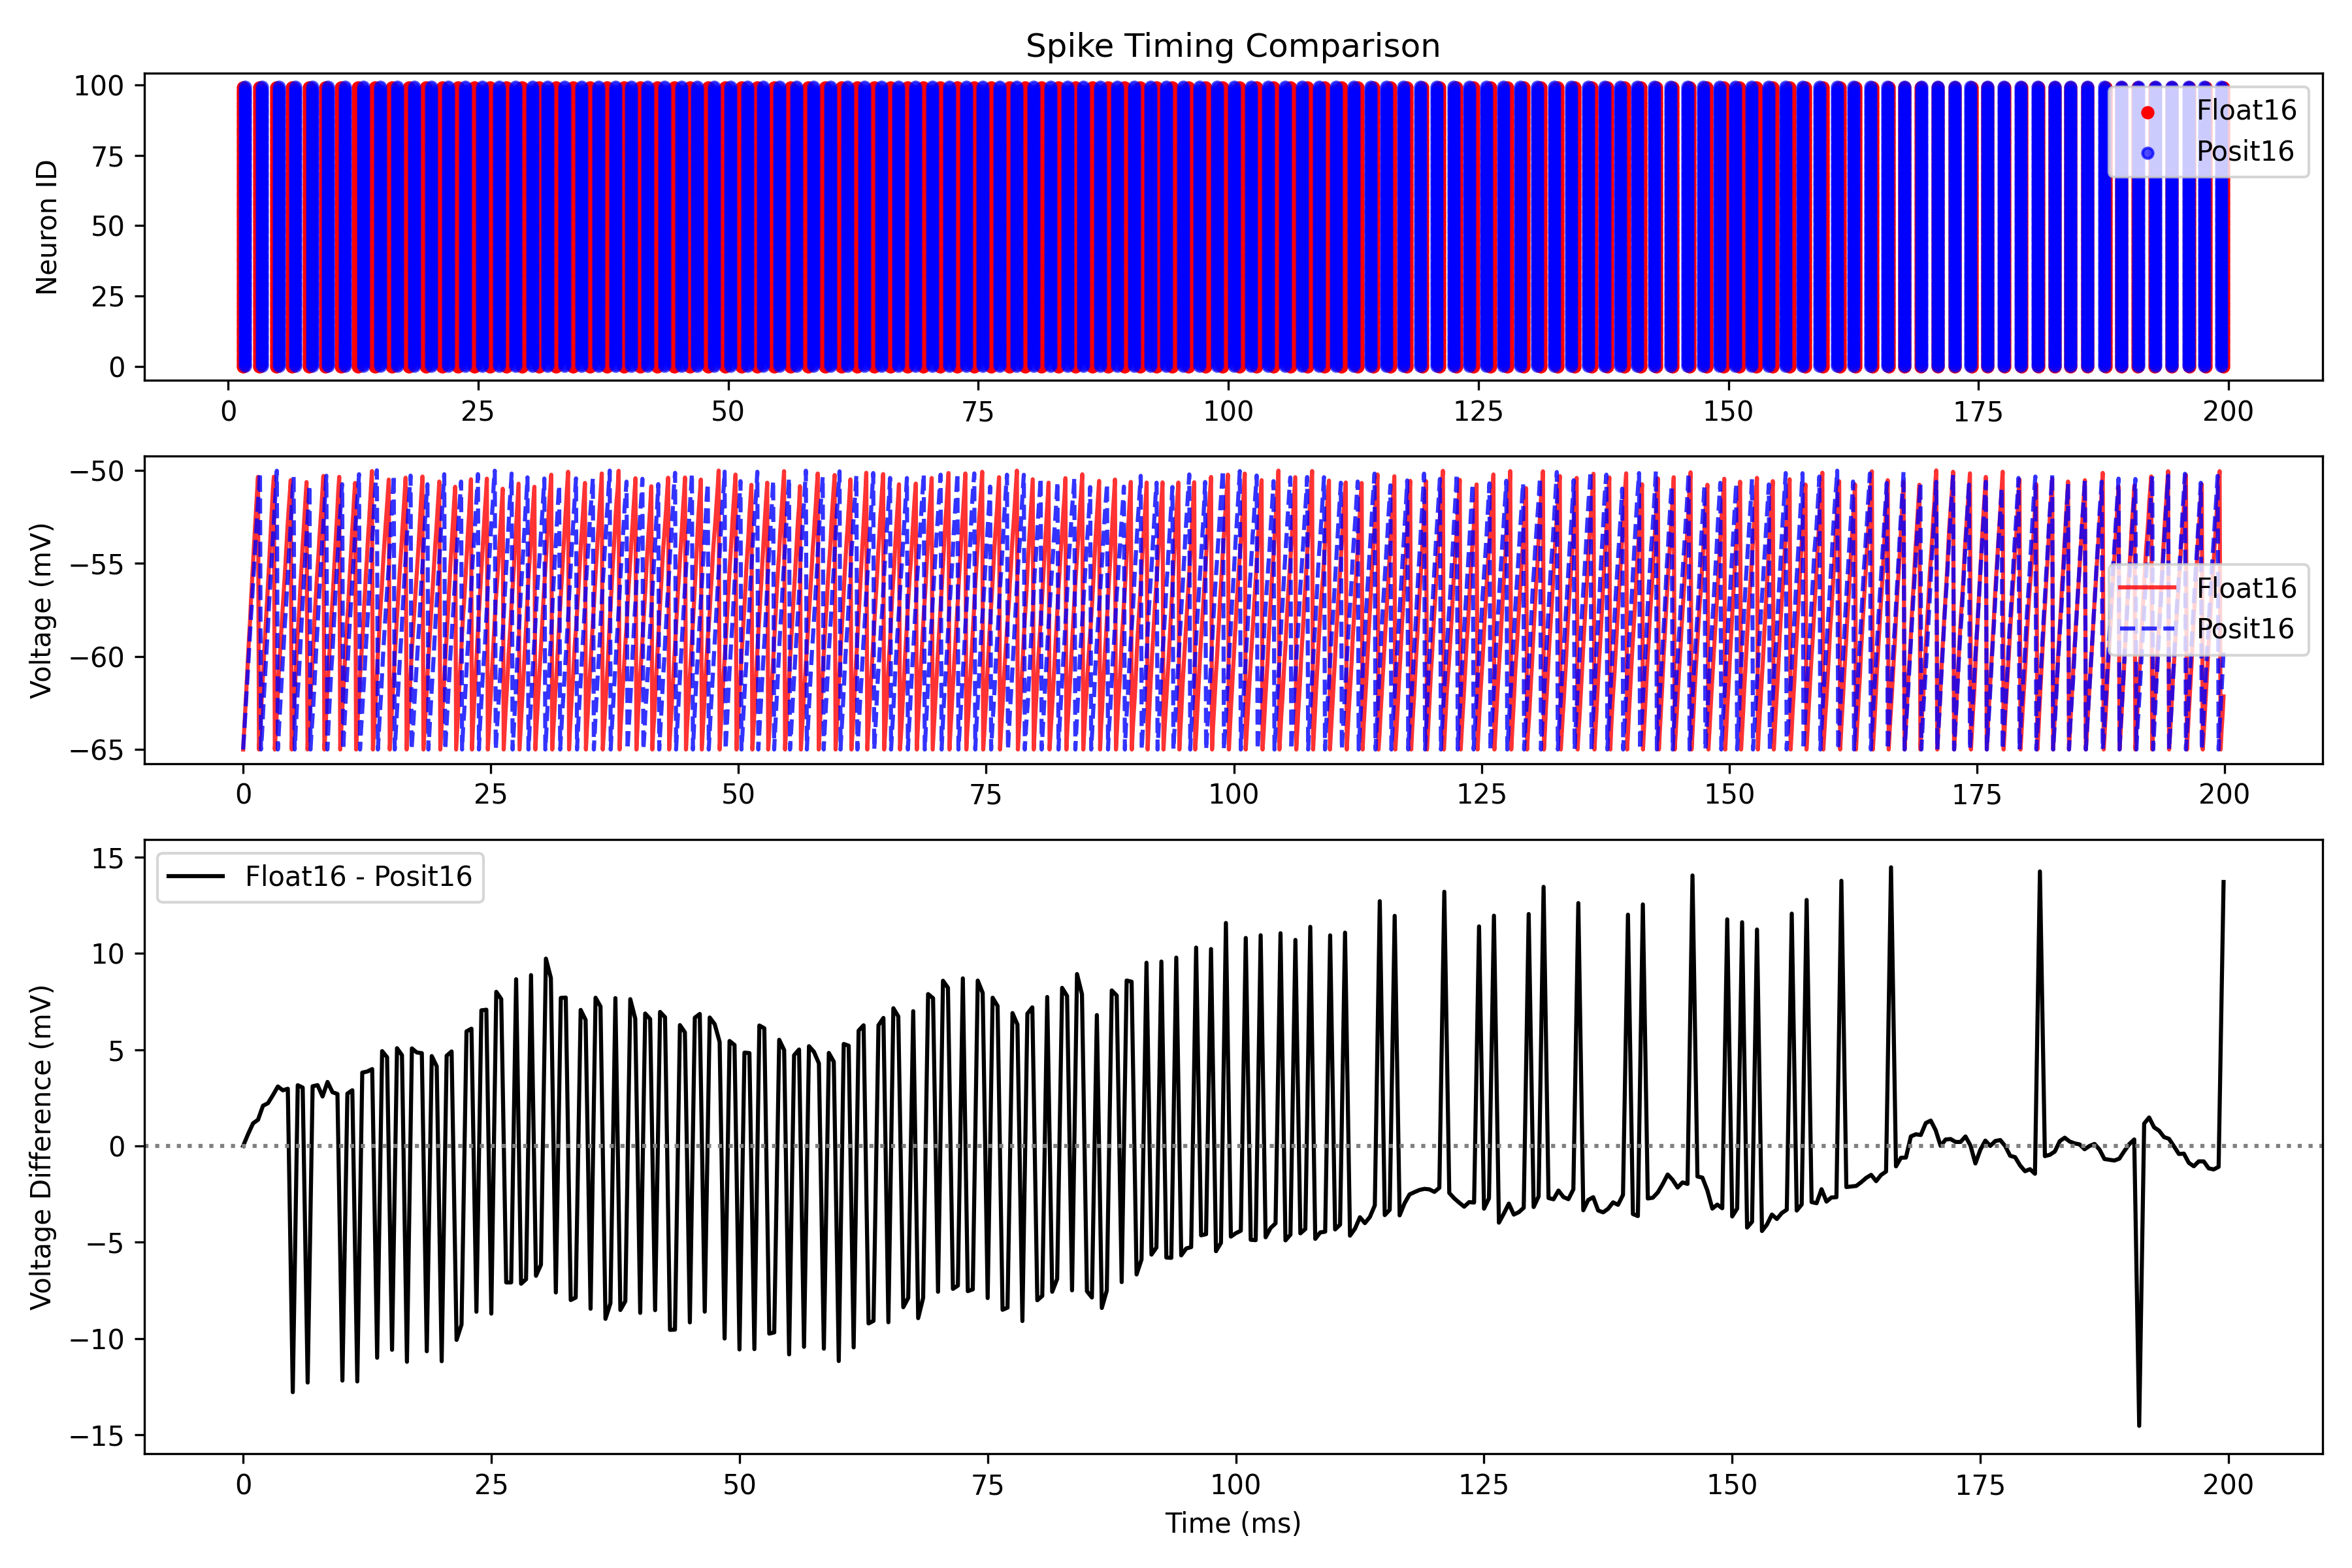 Spike Timing Comparison
Neuron ID
100
75
50
25
0
Float16
Posit16
0 25 50 75 100 125 150 175 200
Voltage (mV)
−50
−55
−60
−65
Float16
Posit16
0 25 50 75 100 125 150 175 200
Voltage Difference (mV)
15
10
5
0
−5
−10
−15
Float16 - Posit16
0 25 50 75 100 125 150 175 200
Time (ms)